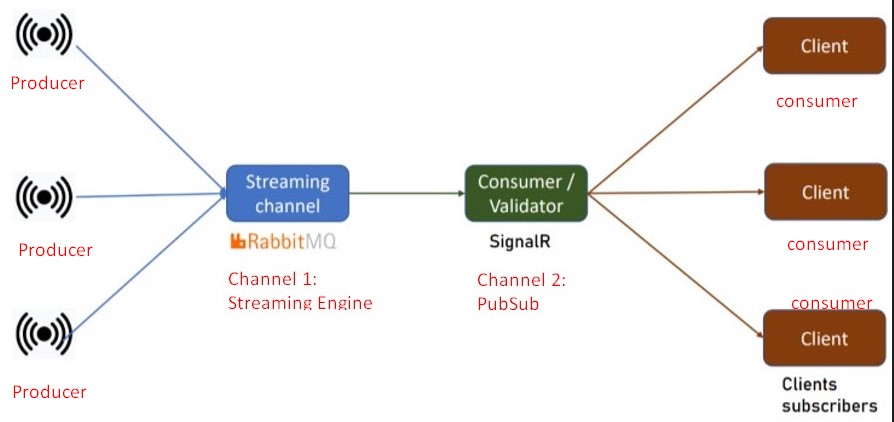 Producer
Producer
Producer
Streaming
channel
RabbitMQ
Channel 1:
Streaming Engine
Consumer /
Validator
SignalR
Channel 2:
PubSub
Client
consumer
Client
consumer
consumer
Client
Clients
subscribers